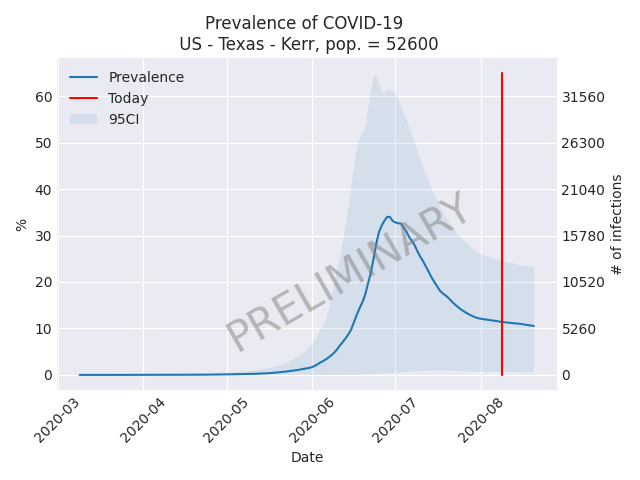 Prevalence of COVID-19
US - Texas - Kerr, pop. = 52600
Prevalence
Today
95CI
60
50
40
30
20
10
0
%
31560
26300
21040
15780
10520
5260
0
# of infections
PRELIMINARY
2020-03
2020-04
2020-05
2020-06
2020-07
2020-08
Date